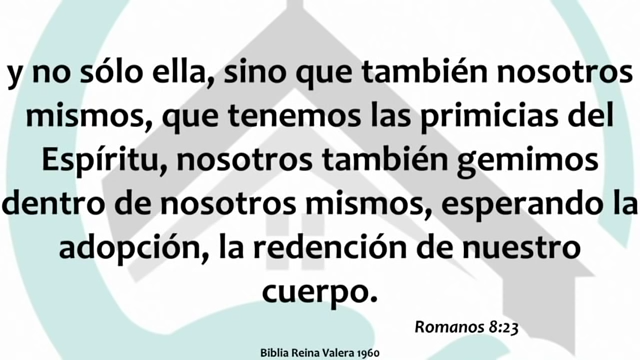 y no sólo ella, sino que también nosotros
mismos, que tenemos las primicias del
Espíritu, nosotros también gemimos
dentro de nosotros mismos, esperando la
adopción, la redención de nuestro
cuerpo.
Romanos 8:23
Biblia Reina Valera 1960